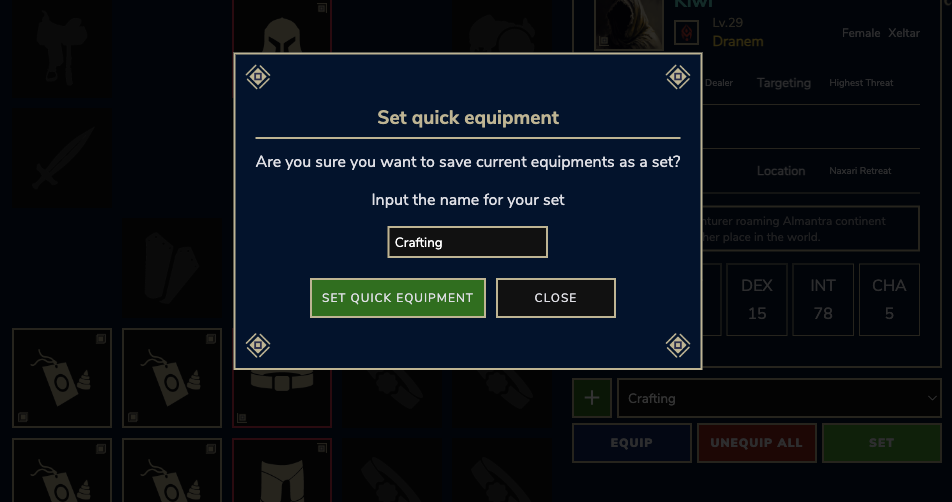 Kiwi
Lv.29
Dranem
Female Xeltar
Dealer Targeting Highest Threat
Set quick equipment
Are you sure you want to save current equipments as a set?
Input the name for your set
Crafting
SET QUICK EQUIPMENT CLOSE
Location Naxari Retreat
nturer roaming Almantra continent
her place in the world.
DEX INT CHA
15 78 5
+ Crafting
EQUIP UNEQUIP ALL SET